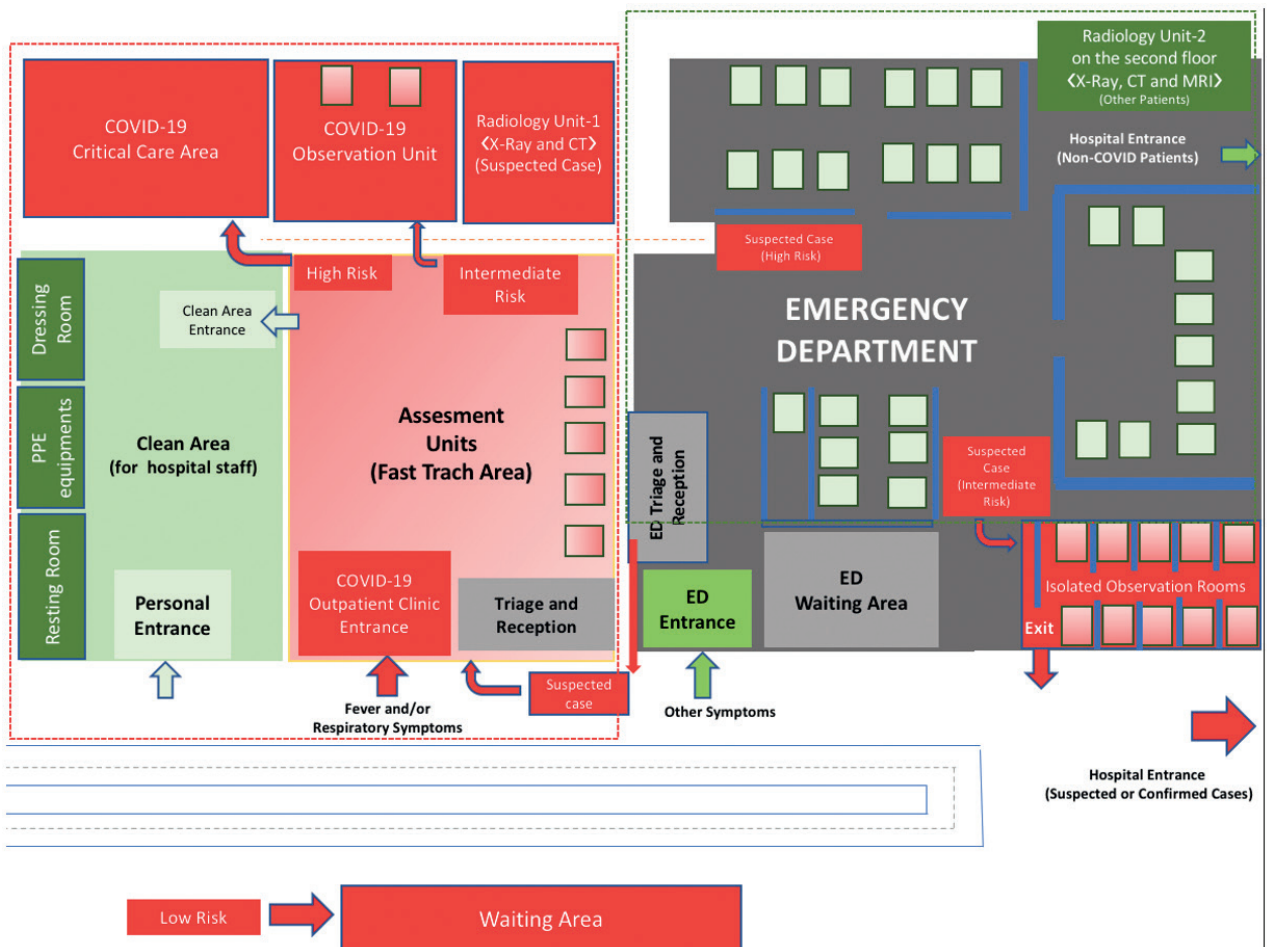 COVID-19
Critical Care Area
COVID-19
Observation Unit
Radiology Unit-1
<X-Ray and CT>
(Suspected Case)
Radiology Unit-2
on the second floor
<X-Ray, CT and MRI>
(Other Patients)
Hospital Entrance
(Non-COVID Patients)
Suspected Case
(High Risk)
High Risk
Intermediate
Risk
Clean Area
Entrance
Dressing
Room
PPE
equipments
Resting Room
Clean Area
(for hospital staff)
Personal
Entrance
Assesment
Units
(Fast Trach Area)
COVID-19
Outpatient Clinic
Entrance
Triage and
Reception
Fever and/or
Respiratory Symptoms
Suspected
case
EMERGENCY
DEPARTMENT
ED Triage and
Reception
ED
Entrance
Other Symptoms
ED
Waiting Area
Suspected
Case
(Intermediate
Risk)
Isolated Observation Rooms
Exit
Hospital Entrance
(Suspected or Confirmed Cases)
Low Risk
Waiting Area